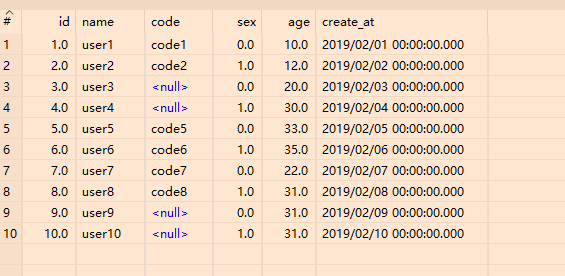 # id name code sex age create_at
1 1.0 user1 code1 0.0 10.0 2019/02/01 00:00:00.000
2 2.0 user2 code2 1.0 12.0 2019/02/02 00:00:00.000
3 3.0 user3 <null> 0.0 20.0 2019/02/03 00:00:00.000
4 4.0 user4 <null> 1.0 30.0 2019/02/04 00:00:00.000
5 5.0 user5 code5 0.0 33.0 2019/02/05 00:00:00.000
6 6.0 user6 code6 1.0 35.0 2019/02/06 00:00:00.000
7 7.0 user7 code7 0.0 22.0 2019/02/07 00:00:00.000
8 8.0 user8 code8 1.0 31.0 2019/02/08 00:00:00.000
9 9.0 user9 <null> 0.0 31.0 2019/02/09 00:00:00.000
10 10.0 user10 <null> 1.0 31.0 2019/02/10 00:00:00.000